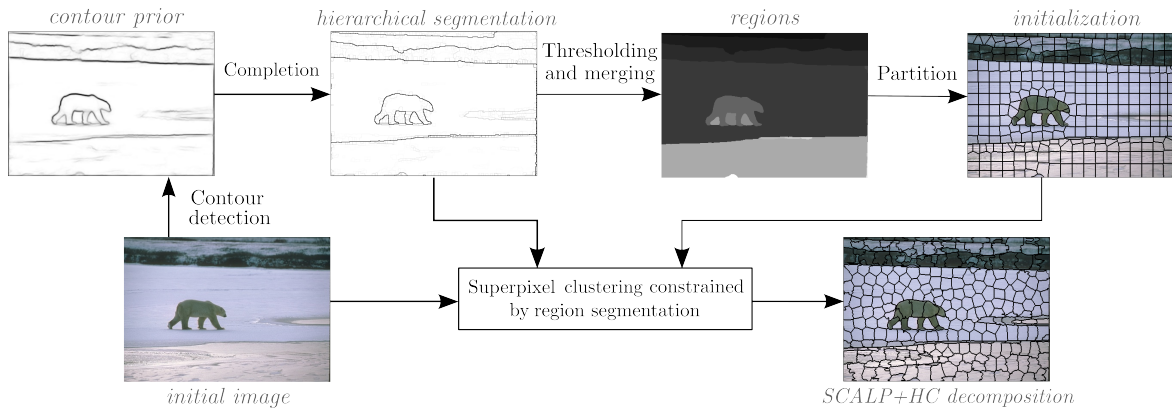 contour prior
hierarchical segmentation
regions
initialization
Completion
Thresholding
and merging
Partition
Contour
detection
Superpixel clustering constrained
by region segmentation
initial image
SCALP+HC decomposition